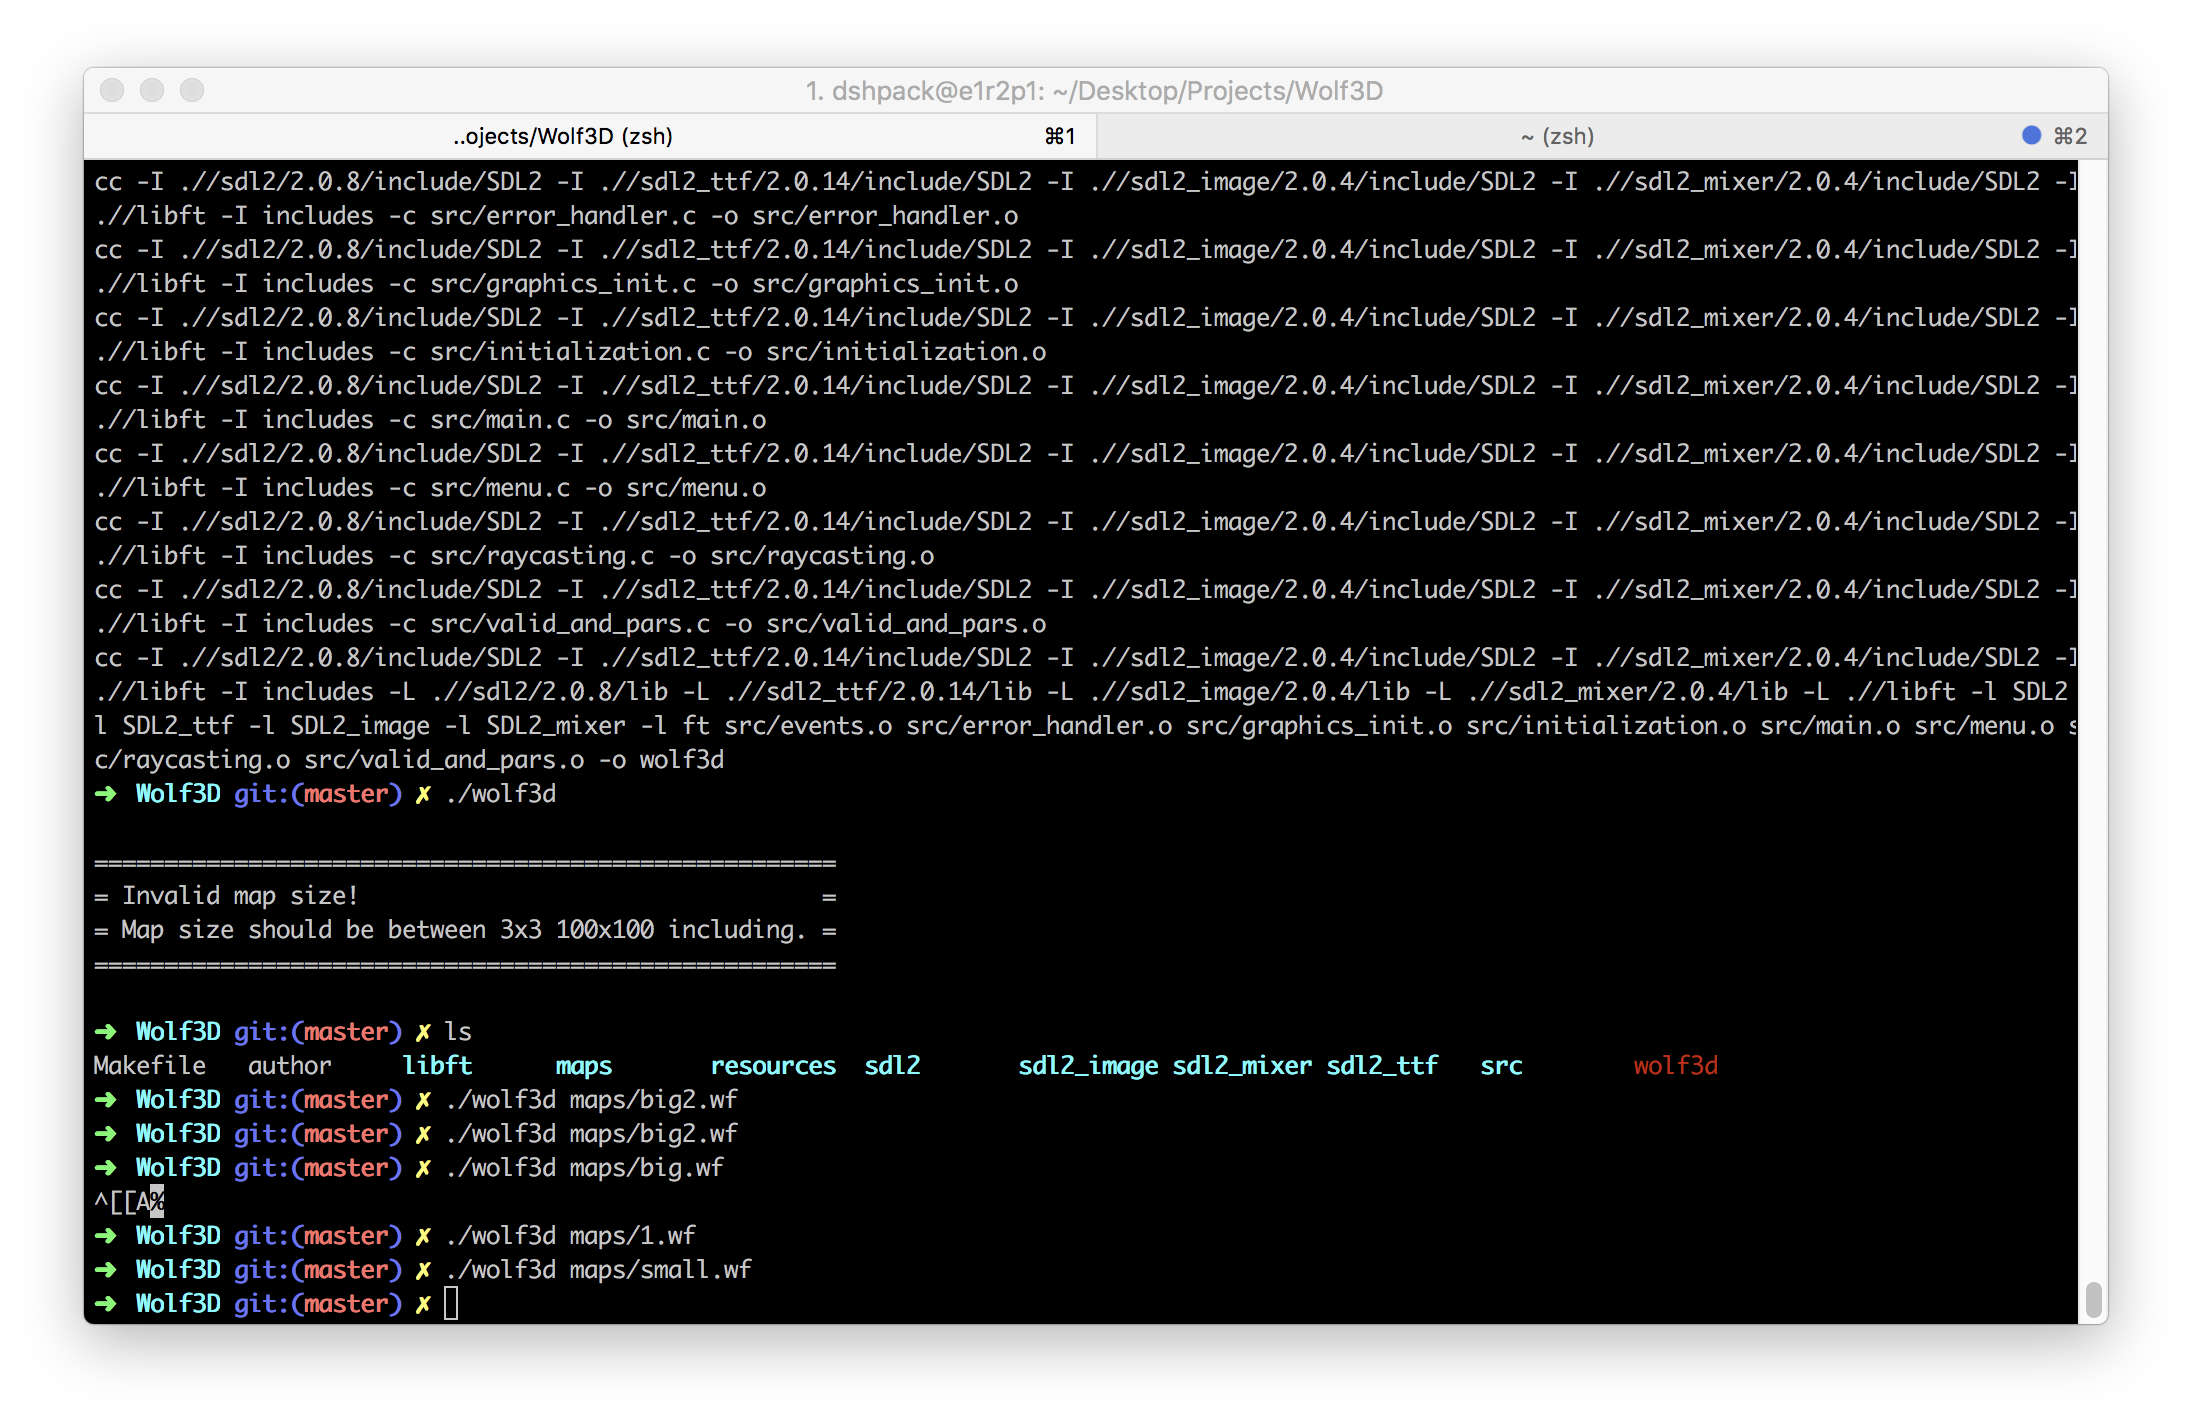 1. dshpack@e1r2p1: ~/Desktop/Projects/Wolf3D
..ojects/Wolf3D (zsh) ⌘1 ~ (zsh) ⌘2
cc -I .//sdl2/2.0.8/include/SDL2 -I .//sdl2_ttf/2.0.14/include/SDL2 -I .//sdl2_image/2.0.4/include/SDL2 -I .//sdl2_mixer/2.0.4/include/SDL2 -I
.//libft -I includes -c src/error_handler.c -o src/error_handler.o
cc -I .//sdl2/2.0.8/include/SDL2 -I .//sdl2_ttf/2.0.14/include/SDL2 -I .//sdl2_image/2.0.4/include/SDL2 -I .//sdl2_mixer/2.0.4/include/SDL2 -I
.//libft -I includes -c src/graphics_init.c -o src/graphics_init.o
cc -I .//sdl2/2.0.8/include/SDL2 -I .//sdl2_ttf/2.0.14/include/SDL2 -I .//sdl2_image/2.0.4/include/SDL2 -I .//sdl2_mixer/2.0.4/include/SDL2 -I
.//libft -I includes -c src/initialization.c -o src/initialization.o
cc -I .//sdl2/2.0.8/include/SDL2 -I .//sdl2_ttf/2.0.14/include/SDL2 -I .//sdl2_image/2.0.4/include/SDL2 -I .//sdl2_mixer/2.0.4/include/SDL2 -I
.//libft -I includes -c src/main.c -o src/main.o
cc -I .//sdl2/2.0.8/include/SDL2 -I .//sdl2_ttf/2.0.14/include/SDL2 -I .//sdl2_image/2.0.4/include/SDL2 -I .//sdl2_mixer/2.0.4/include/SDL2 -I
.//libft -I includes -c src/menu.c -o src/menu.o
cc -I .//sdl2/2.0.8/include/SDL2 -I .//sdl2_ttf/2.0.14/include/SDL2 -I .//sdl2_image/2.0.4/include/SDL2 -I .//sdl2_mixer/2.0.4/include/SDL2 -I
.//libft -I includes -c src/raycasting.c -o src/raycasting.o
cc -I .//sdl2/2.0.8/include/SDL2 -I .//sdl2_ttf/2.0.14/include/SDL2 -I .//sdl2_image/2.0.4/include/SDL2 -I .//sdl2_mixer/2.0.4/include/SDL2 -I
.//libft -I includes -c src/valid_and_pars.c -o src/valid_and_pars.o
cc -I .//sdl2/2.0.8/include/SDL2 -I .//sdl2_ttf/2.0.14/include/SDL2 -I .//sdl2_image/2.0.4/include/SDL2 -I .//sdl2_mixer/2.0.4/include/SDL2 -I
.//libft -I includes -L .//sdl2/2.0.8/lib -L .//sdl2_ttf/2.0.14/lib -L .//sdl2_image/2.0.4/lib -L .//sdl2_mixer/2.0.4/lib -L .//libft -l SDL2
l SDL2_ttf -l SDL2_image -l SDL2_mixer -l ft src/events.o src/error_handler.o src/graphics_init.o src/initialization.o src/main.o src/menu.o s
c/raycasting.o src/valid_and_pars.o -o wolf3d
➜ Wolf3D git:(master) ✗ ./wolf3d
=====================================================
= Invalid map size! =
= Map size should be between 3x3 100x100 including. =
=====================================================
➜ Wolf3D git:(master) ✗ ls
Makefile author libft maps resources sdl2 sdl2_image sdl2_mixer sdl2_ttf src wolf3d
➜ Wolf3D git:(master) ✗ ./wolf3d maps/big2.wf
➜ Wolf3D git:(master) ✗ ./wolf3d maps/big2.wf
➜ Wolf3D git:(master) ✗ ./wolf3d maps/big.wf
^[[A%
➜ Wolf3D git:(master) ✗ ./wolf3d maps/1.wf
➜ Wolf3D git:(master) ✗ ./wolf3d maps/small.wf
➜ Wolf3D git:(master) ✗